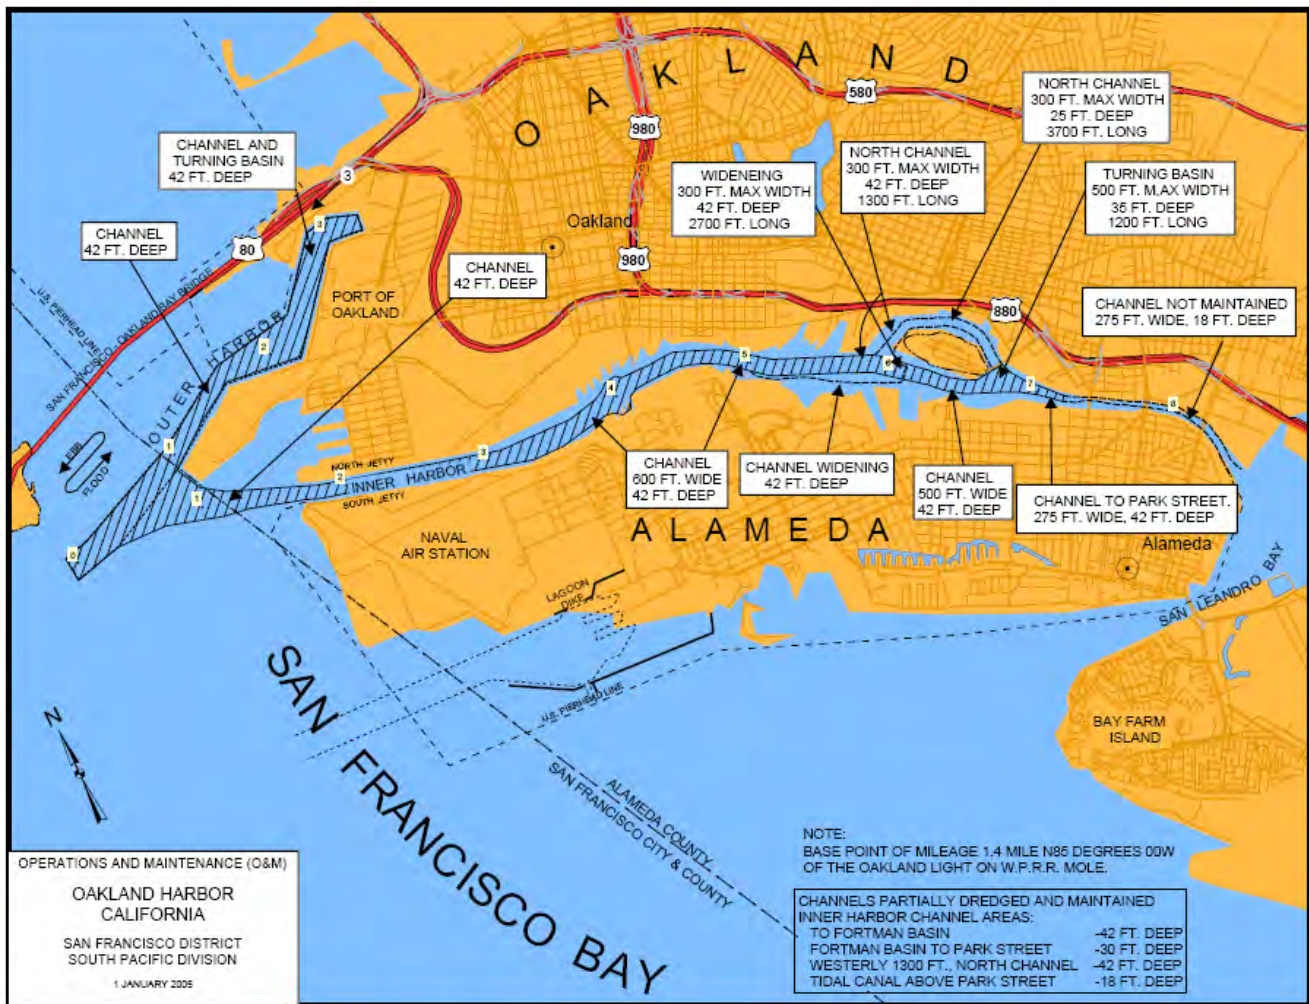 OAKLAND
580
980
980
80
3
880
NORTH CHANNEL
300 FT. MAX WIDTH
25 FT. DEEP
3700 FT. LONG
CHANNEL AND
TURNING BASIN
42 FT. DEEP
NORTH CHANNEL
300 FT. MAX WIDTH
42 FT. DEEP
1300 FT. LONG
WIDENEING
300 FT. MAX WIDTH
42 FT. DEEP
2700 FT. LONG
TURNING BASIN
500 FT. MAX WIDTH
35 FT. DEEP
1200 FT. LONG
CHANNEL
42 FT. DEEP
Oakland
CHANNEL
42 FT. DEEP
PORT OF
OAKLAND
CHANNEL NOT MAINTAINED
275 FT. WIDE, 18 FT. DEEP
U.S. PIERHEAD LINE
SAN FRANCISCO - OAKLAND BAY BRIDGE
OUTER HARBOR
3
2
1
EBB
FLOOD
0
1
2
3
4
5
6
7
8
NORTH JETTY
INNER HARBOR
SOUTH JETTY
CHANNEL
600 FT. WIDE
42 FT. DEEP
CHANNEL WIDENING
42 FT. DEEP
CHANNEL
500 FT. WIDE
42 FT. DEEP
CHANNEL TO PARK STREET.
275 FT. WIDE, 42 FT. DEEP
ALAMEDA
Alameda
NAVAL
AIR STATION
LAGOON
DIKE
SAN LEANDRO BAY
U.S. PIERHEAD LINE
BAY FARM
ISLAND
SAN FRANCISCO BAY
ALAMEDA COUNTY
SAN FRANCISCO CITY & COUNTY
N
OPERATIONS AND MAINTENANCE (O&M)
OAKLAND HARBOR
CALIFORNIA
SAN FRANCISCO DISTRICT
SOUTH PACIFIC DIVISION
1 JANUARY 2005
NOTE:
BASE POINT OF MILEAGE 1.4 MILE N85 DEGREES 00W
OF THE OAKLAND LIGHT ON W.P.R.R. MOLE.
CHANNELS PARTIALLY DREDGED AND MAINTAINED
INNER HARBOR CHANNEL AREAS:
TO FORTMAN BASIN -42 FT. DEEP
FORTMAN BASIN TO PARK STREET -30 FT. DEEP
WESTERLY 1300 FT., NORTH CHANNEL -42 FT. DEEP
TIDAL CANAL ABOVE PARK STREET -18 FT. DEEP